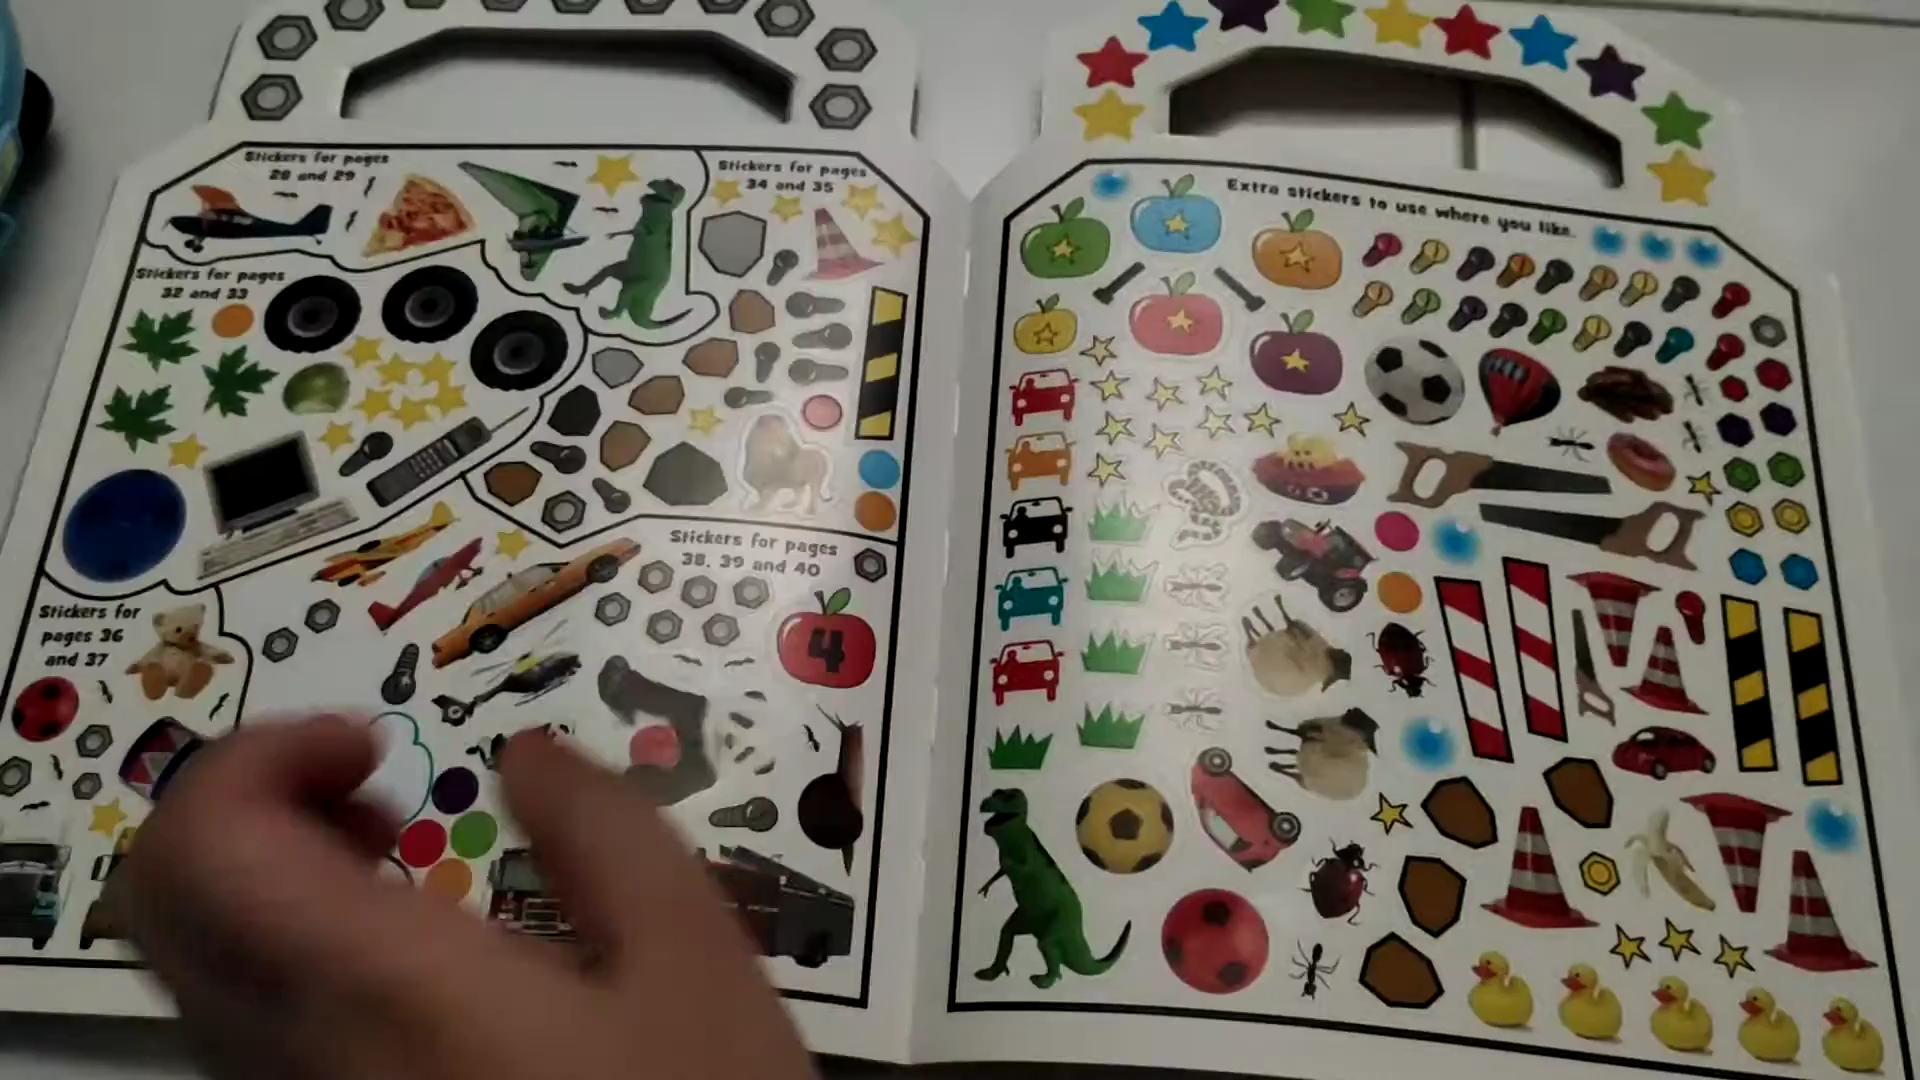 Stickers for pages
28 and 29
Stickers for pages
34 and 35
Stickers for pages
32 and 33
Stickers for pages
38, 39 and 40
4
Stickers for
pages 36
and 37
Extra stickers to use where you like.